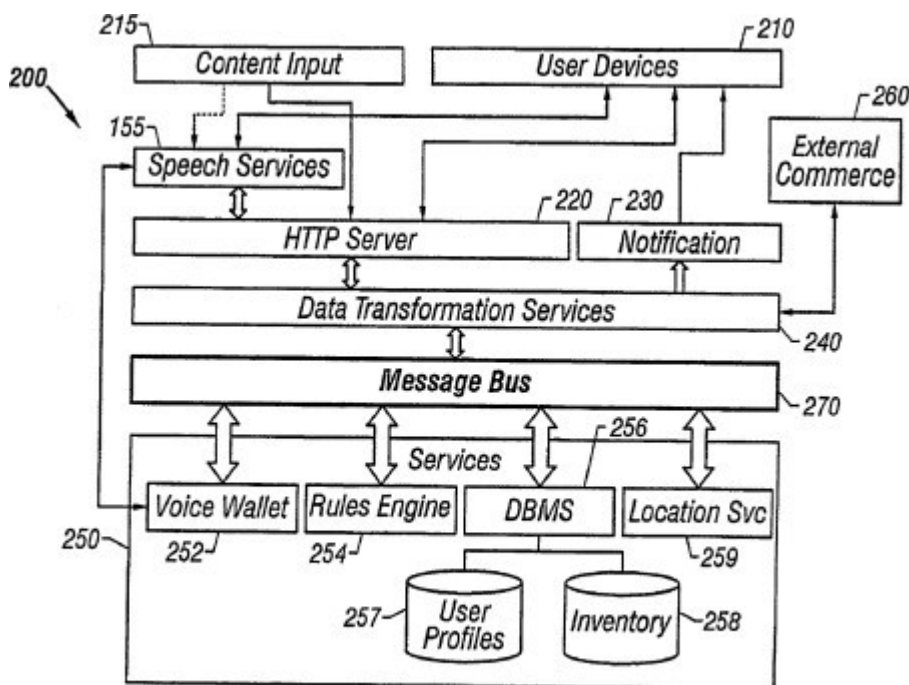 215
210
Content Input
User Devices
200
260
155
External
Commerce
Speech Services
220
230
HTTP Server
Notification
Data Transformation Services
240
Message Bus
270
256
Services
Voice Wallet
Rules Engine
DBMS
Location Svc
250
252
254
259
257
User
Profiles
Inventory
258